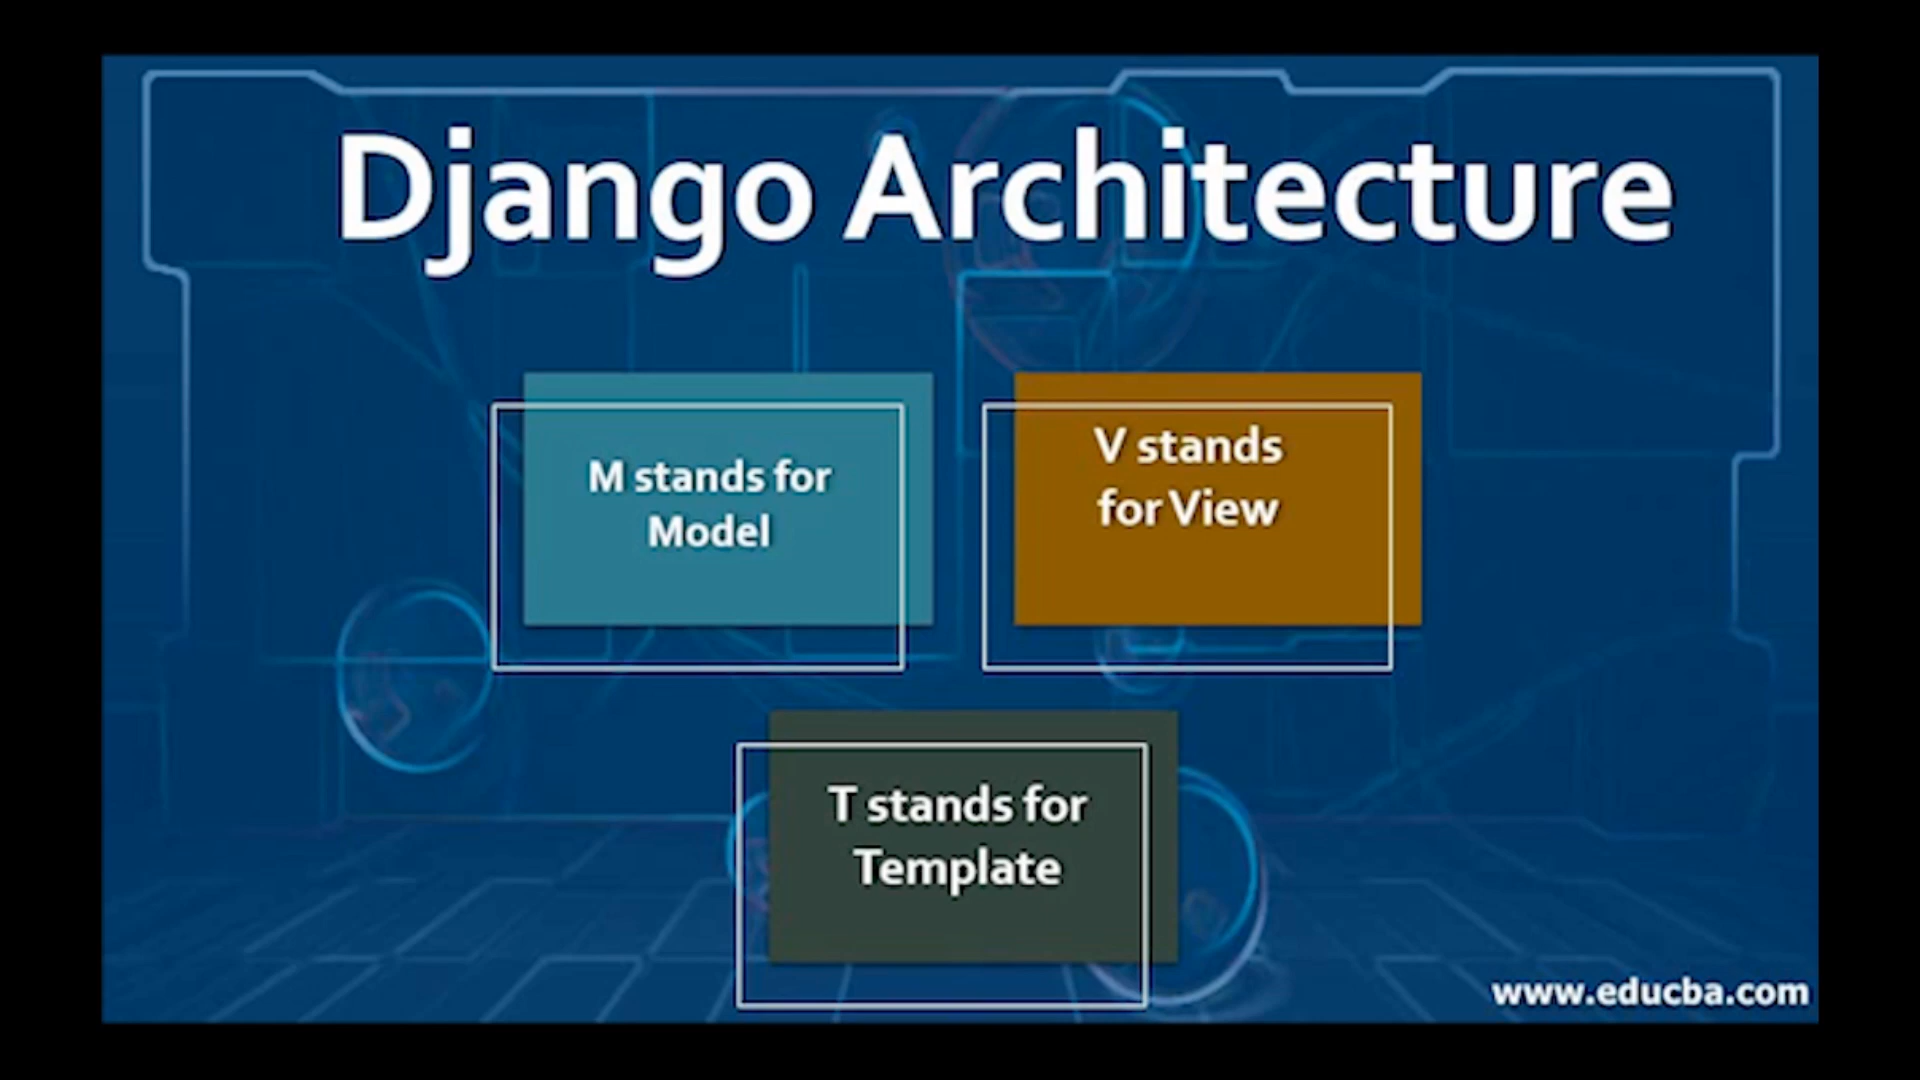 Django Architecture
M stands for
Model
V stands
for View
T stands for
Template
www.educba.com